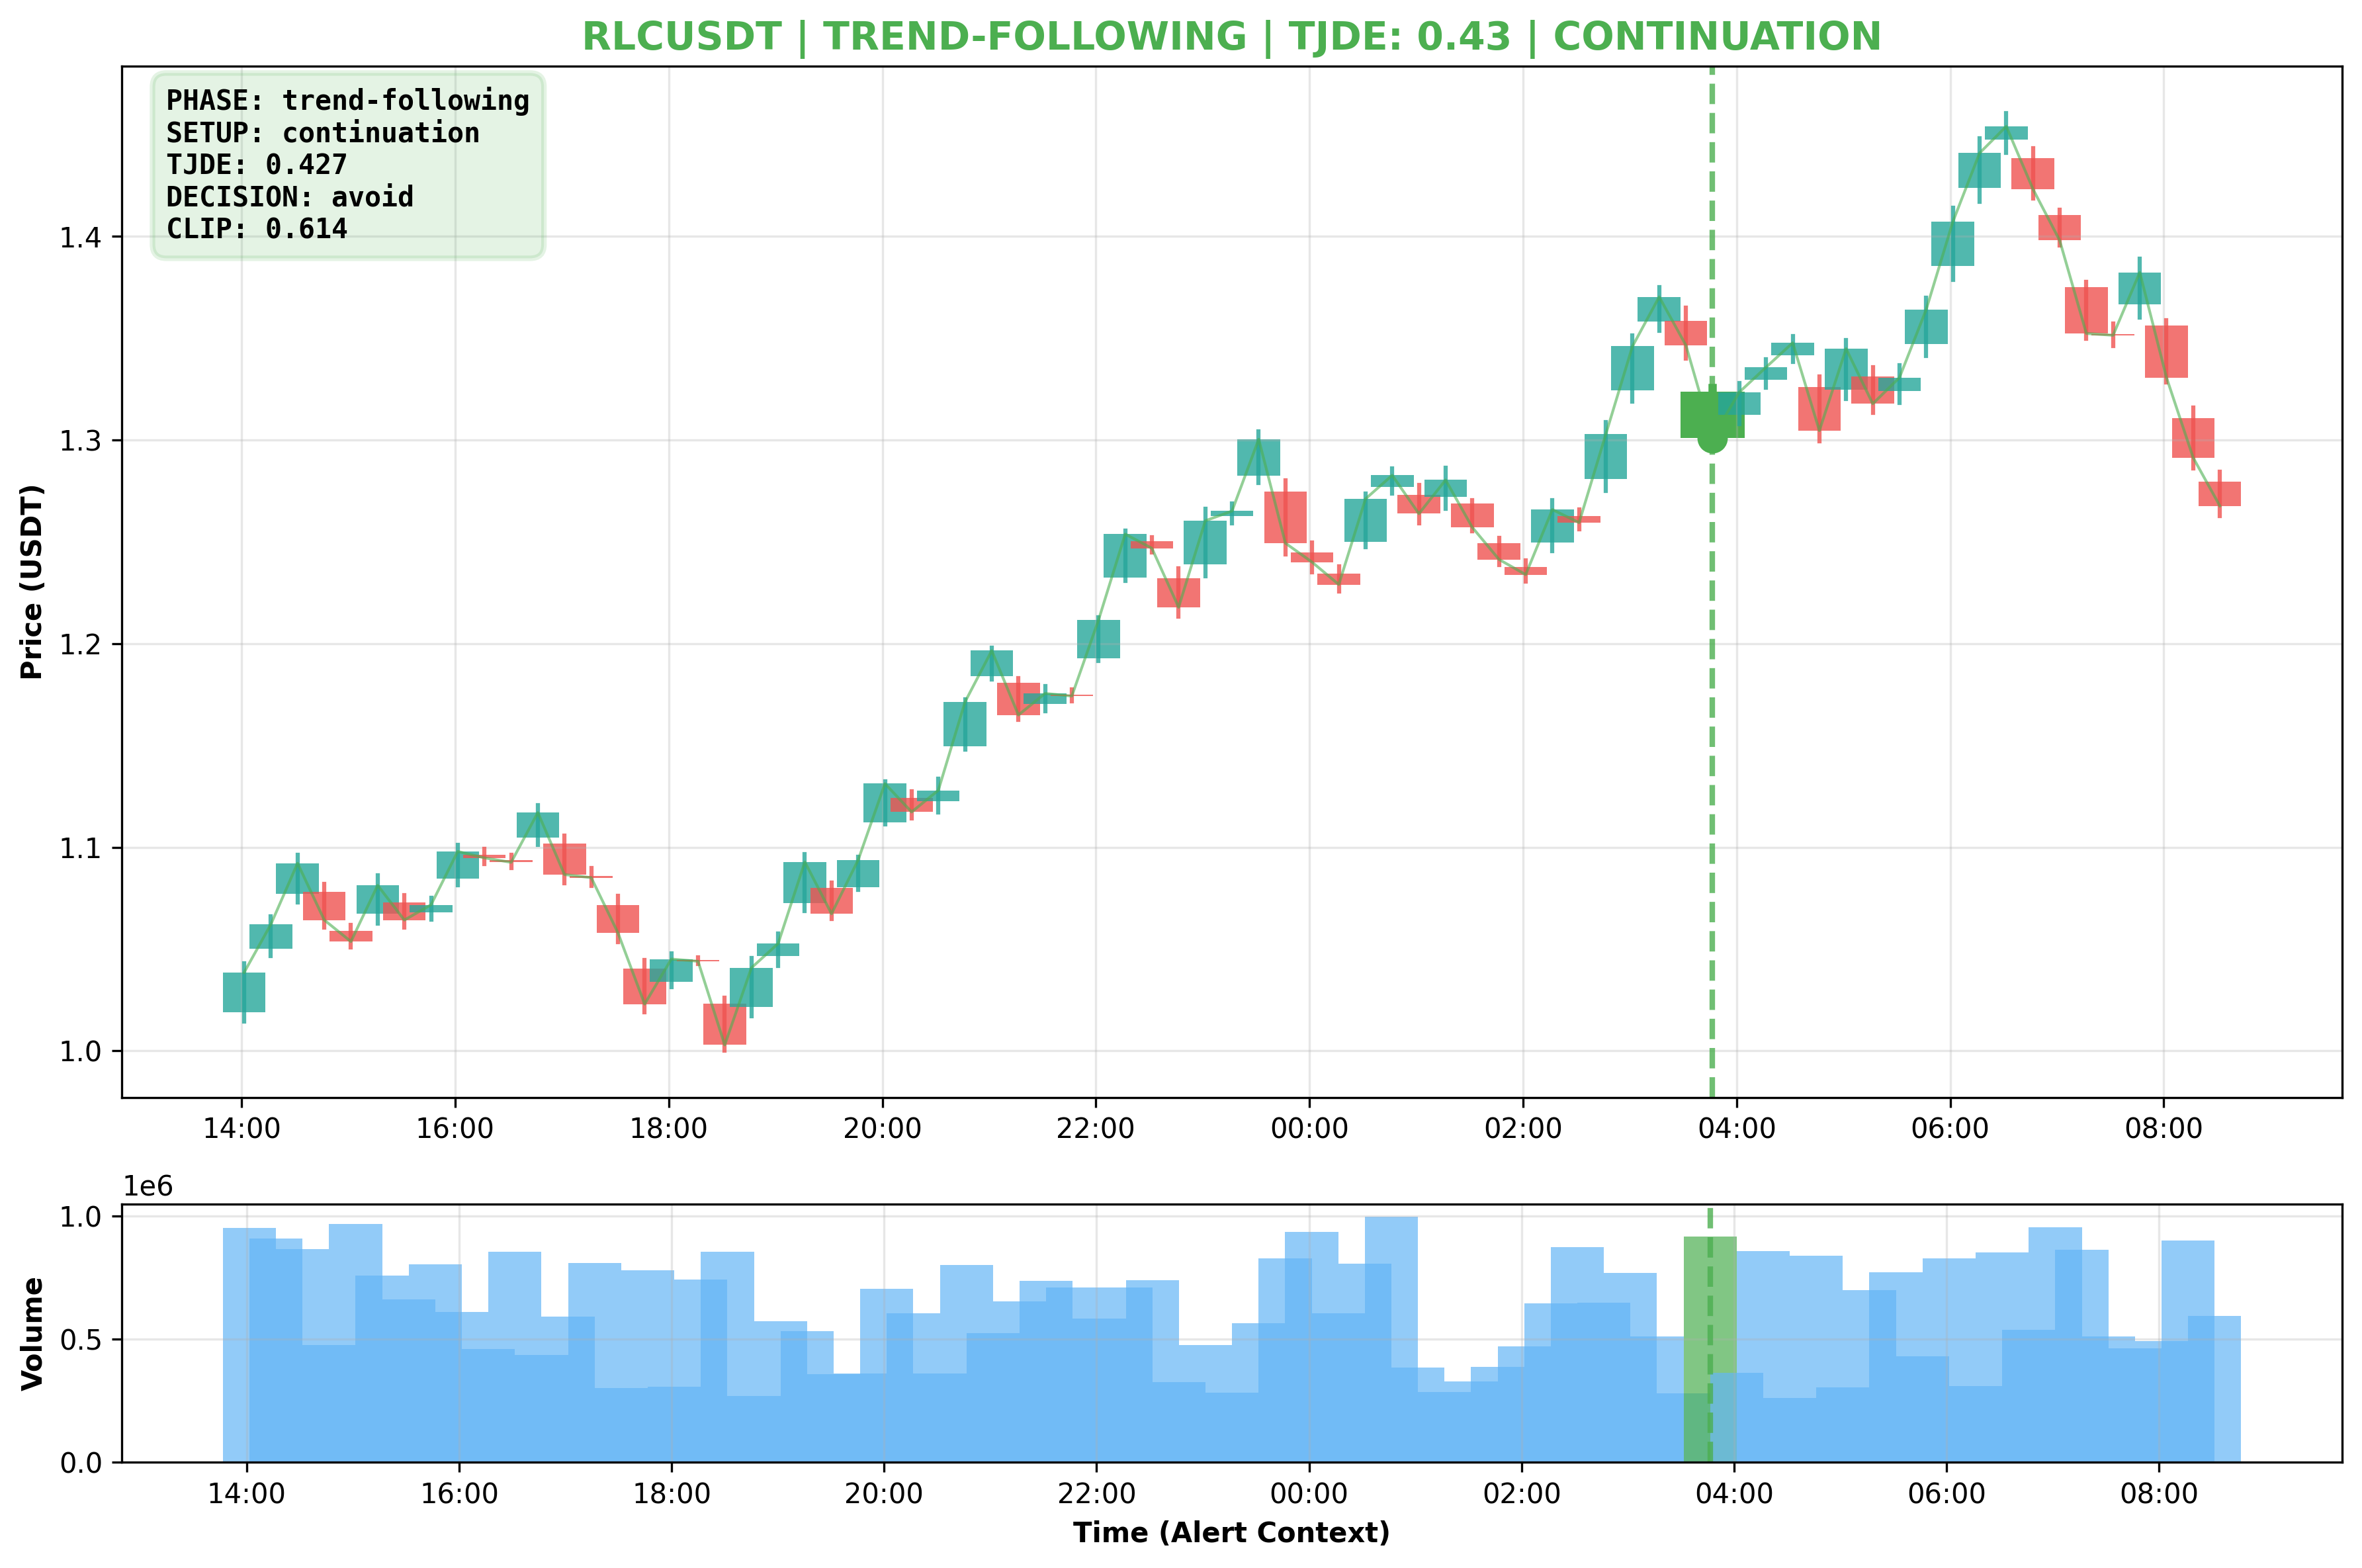 RLCUSDT | TREND-FOLLOWING | TJDE: 0.43 | CONTINUATION
PHASE: trend-following
SETUP: continuation
TJDE: 0.427
DECISION: avoid
CLIP: 0.614
Price (USDT)
1.4
1.3
1.2
1.1
1.0
14:00 16:00 18:00 20:00 22:00 00:00 02:00 04:00 06:00 08:00
1e6
Volume
1.0
0.5
0.0
14:00 16:00 18:00 20:00 22:00 00:00 02:00 04:00 06:00 08:00
Time (Alert Context)